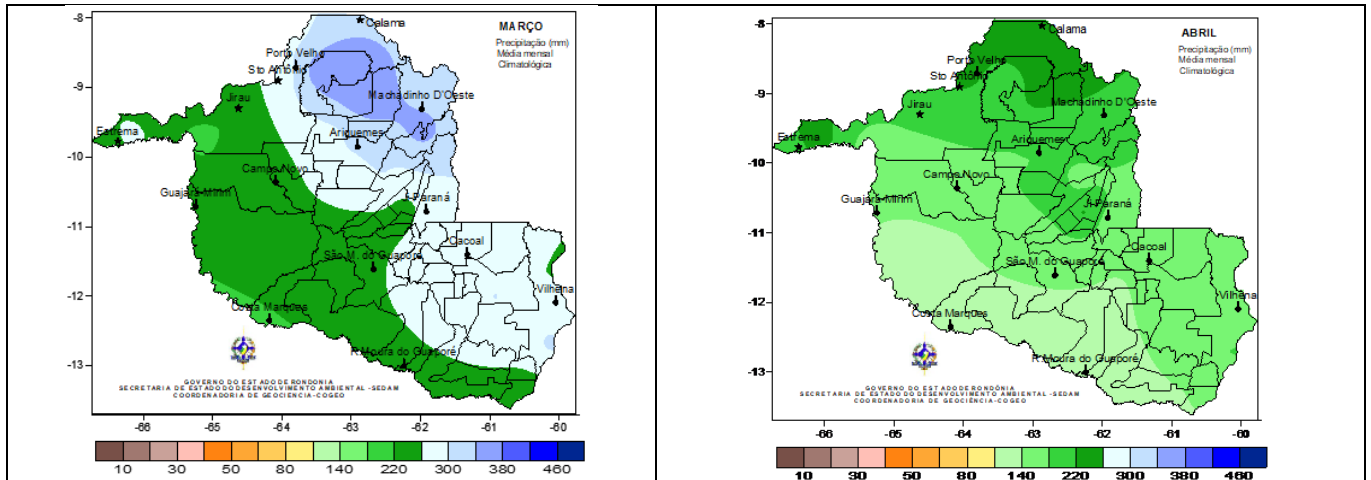 MARÇO
Precipitação (mm)
Média mensal
Climatológica
-8
-9
-10
-11
-12
-13
Calama
Porto Velho
Sto Antônio
Jirau
Machadinho D'Oeste
Estrema
Ariquemes
Campo Novo
Guajará-Mirim
Ji-Paraná
Cacoal
São M. do Guaporé
Vilhena
Costa Marques
R.Moura do Guaporé
GOVERNO DO ESTADO DE RONDONIA
SECRETARIA DE ESTADO DO DESENVOLVIMENTO AMBIENTAL -SEDAM
COORDENADORIA DE GEOCIÊNCIA-COGEO
-66 -65 -64 -63 -62 -61 -60
10 30 50 80 140 220 300 380 460
ABRIL
Precipitação (mm)
Média mensal
Climatológica
-8
-9
-10
-11
-12
-13
Calama
Porto Velho
Sto Antônio
Jirau
Machadinho D'Oeste
Estrema
Ariquemes
Campo Novo
Guajará-Mirim
Ji-Paraná
Cacoal
São M. do Guaporé
Vilhena
Costa Marques
R.Moura do Guaporé
GOVERNO DO ESTADO DE RONDÔNIA
SECRETARIA DE ESTADO DO DESENVOLVIMENTO AMBIENTAL -SEDAM
COORDENADORIA DE GEOCIÊNCIA-COGEO
-66 -65 -64 -63 -62 -61 -60
10 30 50 80 140 220 300 380 460